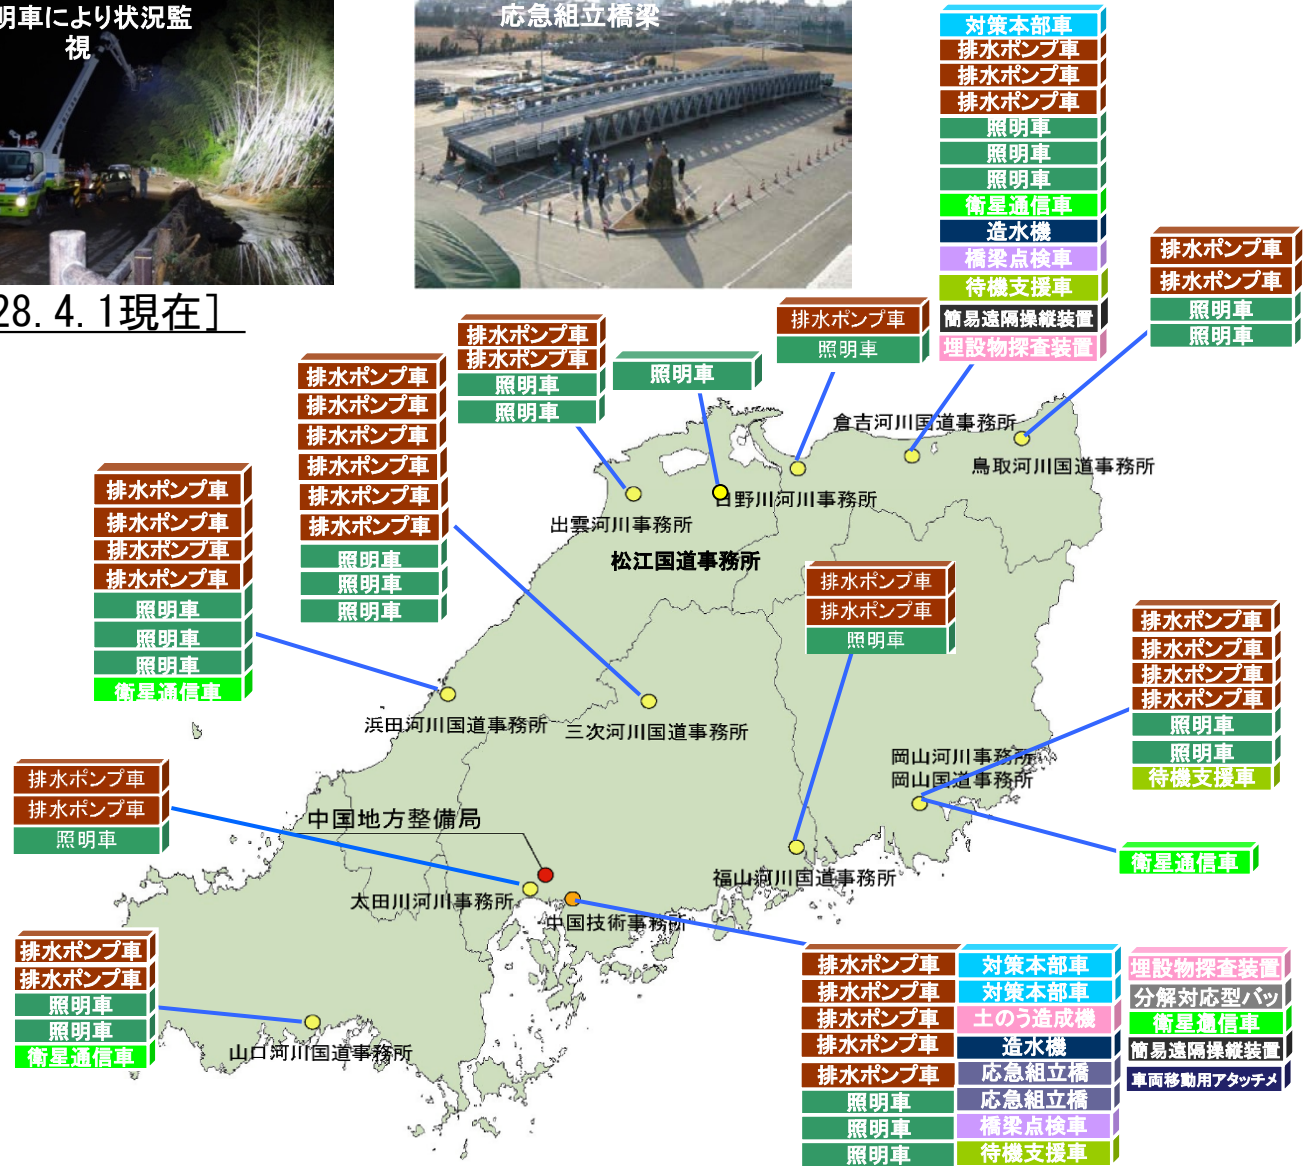 明車により状況監
視
応急組立橋梁
28.4.1現在]
対策本部車
排水ポンプ車
排水ポンプ車
排水ポンプ車
照明車
照明車
照明車
衛星通信車
造水機
橋梁点検車
待機支援車
簡易遠隔操縦装置
埋設物探査装置
排水ポンプ車
排水ポンプ車
照明車
照明車
排水ポンプ車
照明車
照明車
排水ポンプ車
排水ポンプ車
照明車
照明車
排水ポンプ車
排水ポンプ車
排水ポンプ車
排水ポンプ車
排水ポンプ車
排水ポンプ車
照明車
照明車
照明車
排水ポンプ車
排水ポンプ車
排水ポンプ車
排水ポンプ車
照明車
照明車
照明車
衛星通信車
倉吉河川国道事務所
鳥取河川国道事務所
日野川河川事務所
出雲河川事務所
松江国道事務所
排水ポンプ車
排水ポンプ車
照明車
排水ポンプ車
排水ポンプ車
排水ポンプ車
排水ポンプ車
照明車
照明車
待機支援車
浜田河川国道事務所
三次河川国道事務所
岡山河川事務所
岡山国道事務所
排水ポンプ車
排水ポンプ車
照明車
中国地方整備局
衛星通信車
福山河川国道事務所
太田川河川事務所
中国技術事務所
排水ポンプ車
排水ポンプ車
照明車
照明車
衛星通信車
山口河川国道事務所
排水ポンプ車
排水ポンプ車
排水ポンプ車
排水ポンプ車
排水ポンプ車
照明車
照明車
照明車
対策本部車
対策本部車
土のう造成機
造水機
応急組立橋
応急組立橋
橋梁点検車
待機支援車
埋設物探査装置
分解対応型バッ
衛星通信車
簡易遠隔操縦装置
車両移動用アタッチメ